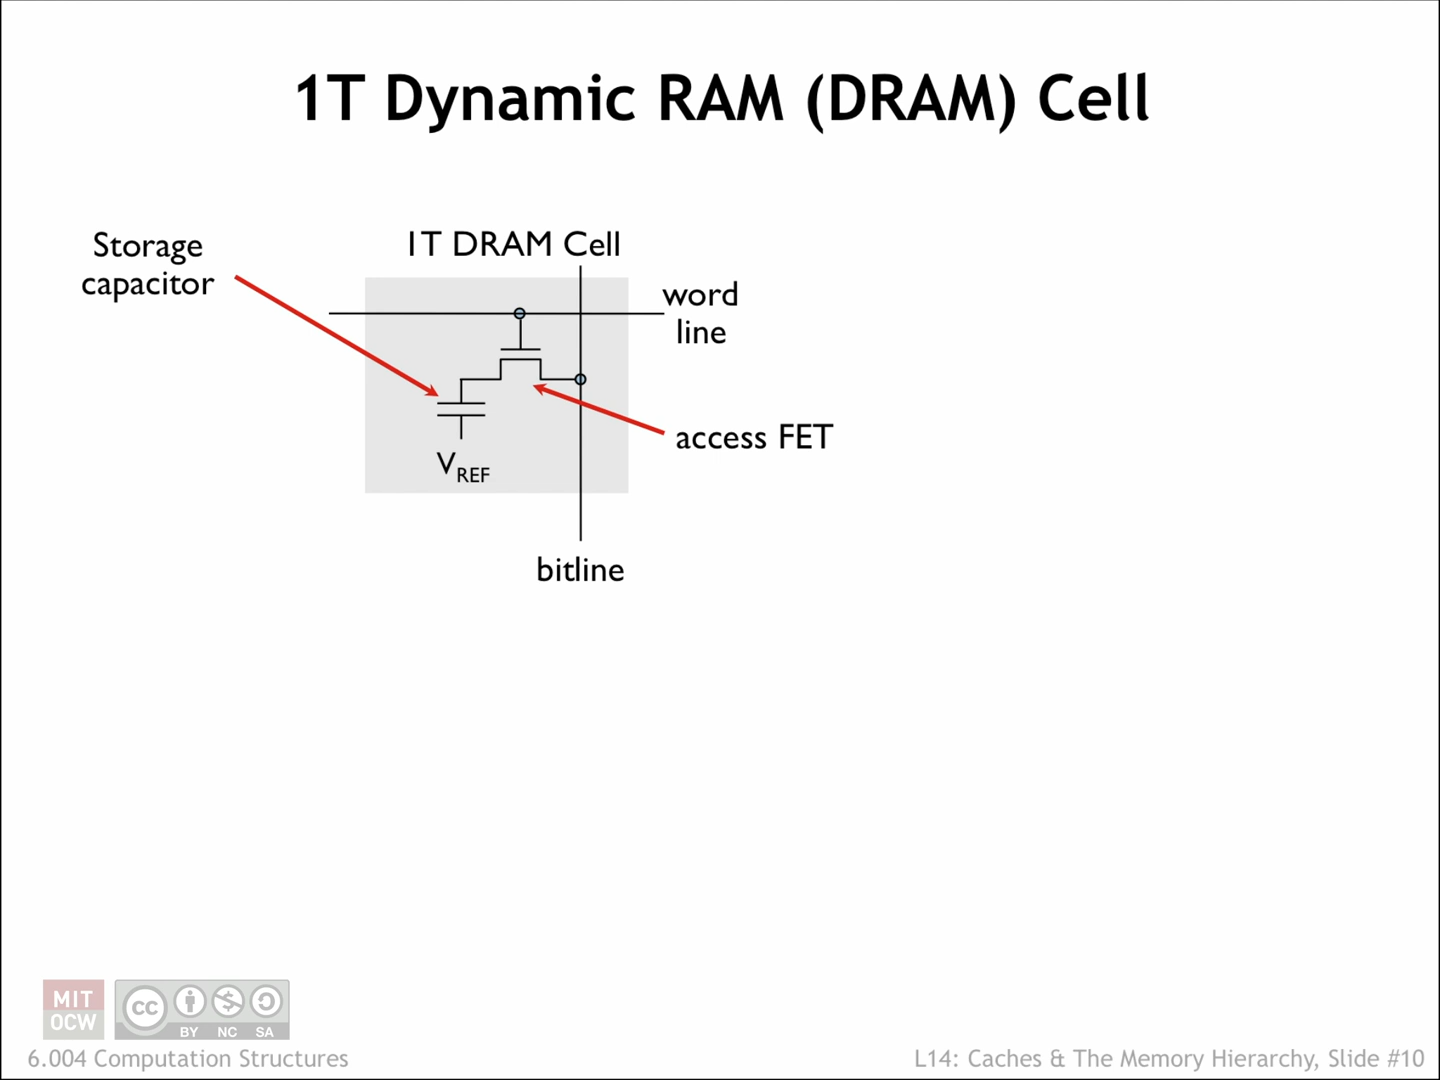 1T Dynamic RAM (DRAM) Cell
Storage
capacitor
1T DRAM Cell
word
line
access FET
VREF
bitline
MIT
OCW
cc
BY NC SA
6.004 Computation Structures
L14: Caches & The Memory Hierarchy, Slide #10